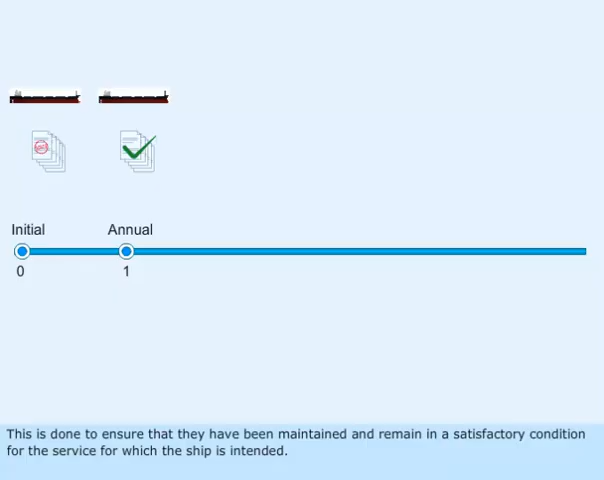 Initial Annual
0 1
This is done to ensure that they have been maintained and remain in a satisfactory condition
for the service for which the ship is intended.